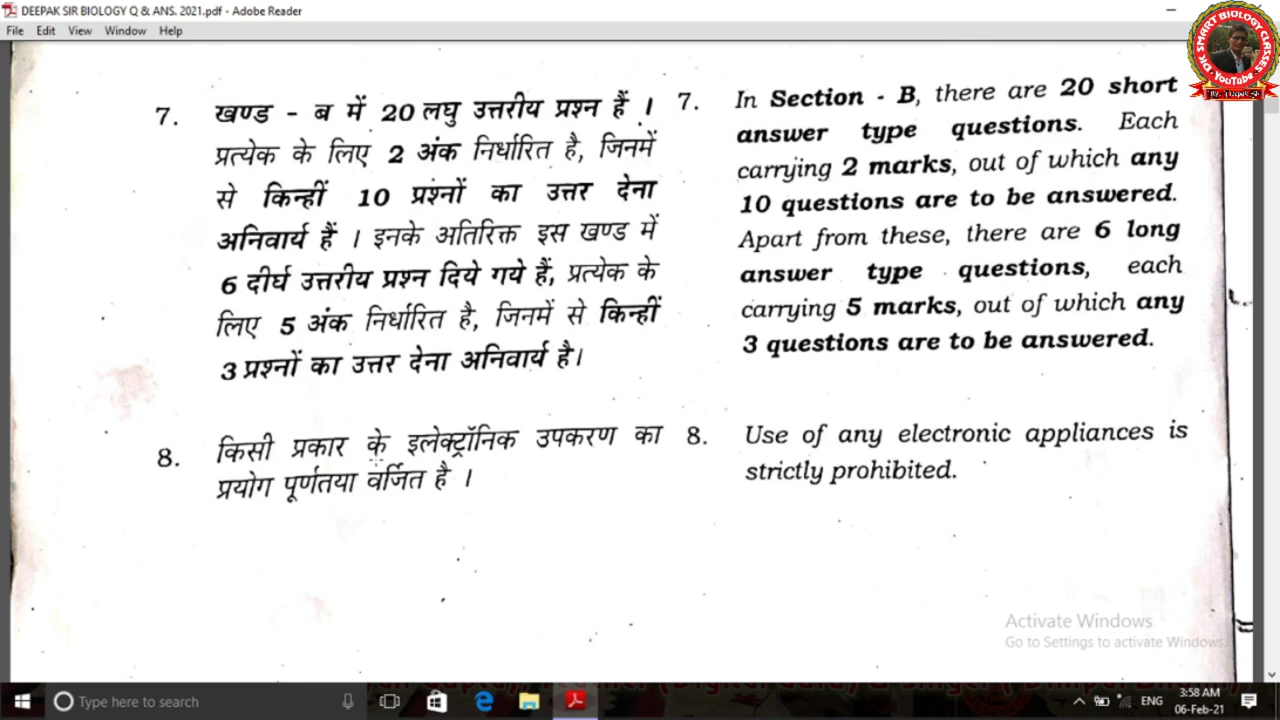 DEEPAK SIR BIOLOGY Q & ANS. 2021.pdf - Adobe Reader
File Edit View Window Help
DK SMART BIOLOGY CLASSES
YouTube
7. खण्ड - ब में 20 लघु उत्तरीय प्रश्न हैं ।
प्रत्येक के लिए 2 अंक निर्धारित है, जिनमें
से किन्हीं 10 प्रश्नों का उत्तर देना
अनिवार्य हैं । इनके अतिरिक्त इस खण्ड में
6 दीर्घ उत्तरीय प्रश्न दिये गये हैं, प्रत्येक के
लिए 5 अंक निर्धारित है, जिनमें से किन्हीं
3 प्रश्नों का उत्तर देना अनिवार्य है।
8. किसी प्रकार के इलेक्ट्रॉनिक उपकरण का
प्रयोग पूर्णतया वर्जित है ।
7. In Section - B, there are 20 short
answer type questions. Each
carrying 2 marks, out of which any
10 questions are to be answered.
Apart from these, there are 6 long
answer type questions, each
carrying 5 marks, out of which any
3 questions are to be answered.
8. Use of any electronic appliances is
strictly prohibited.
Activate Windows
Go to Settings to activate Windows.
Type here to search
ENG
3:58 AM
06-Feb-21